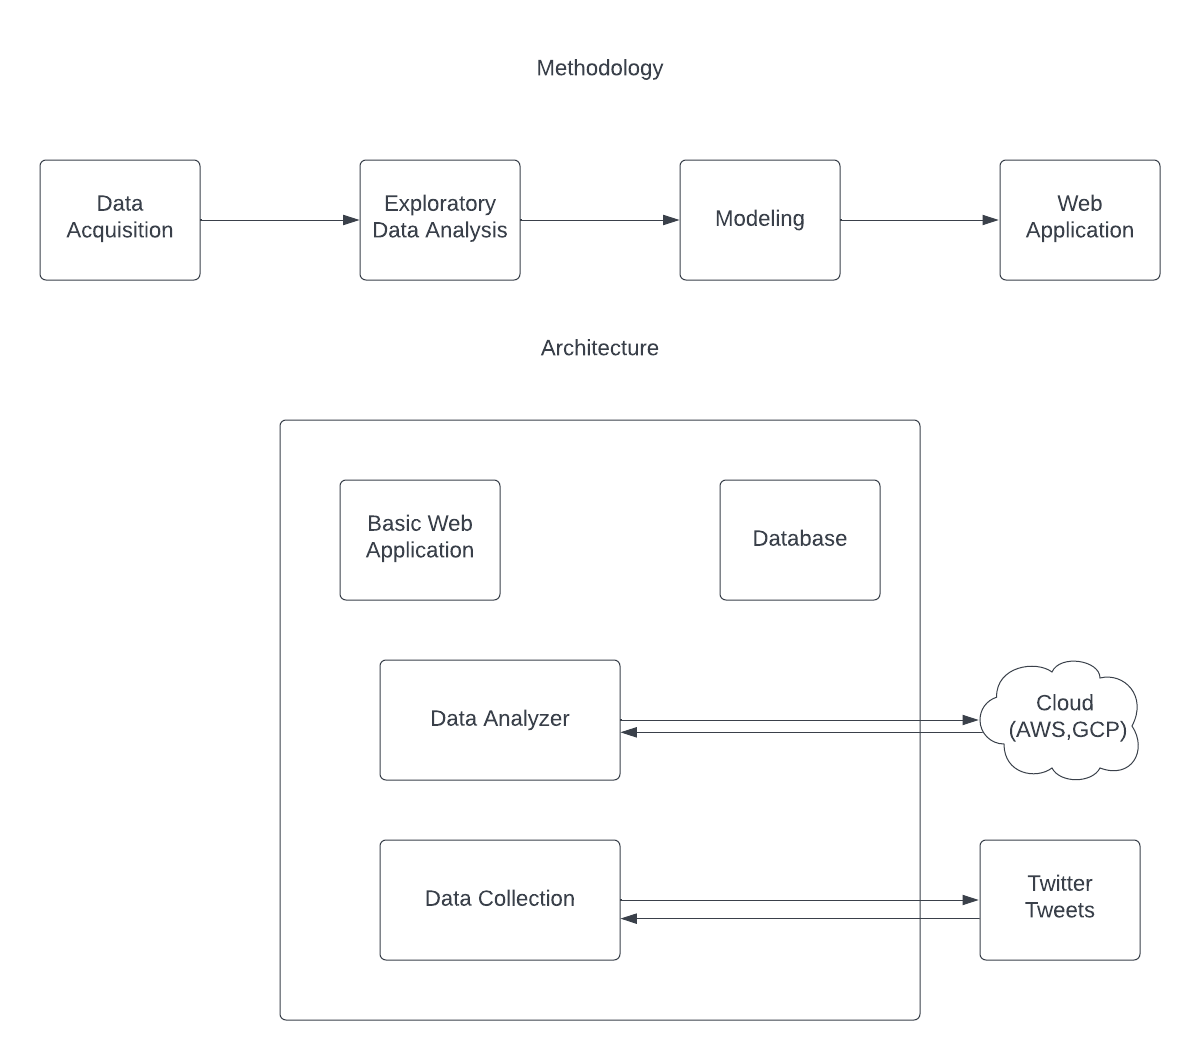 Methodology
Data
Acquisition
Exploratory
Data Analysis
Modeling
Web
Application
Architecture
Basic Web
Application
Database
Data Analyzer
Cloud
(AWS,GCP)
Data Collection
Twitter
Tweets